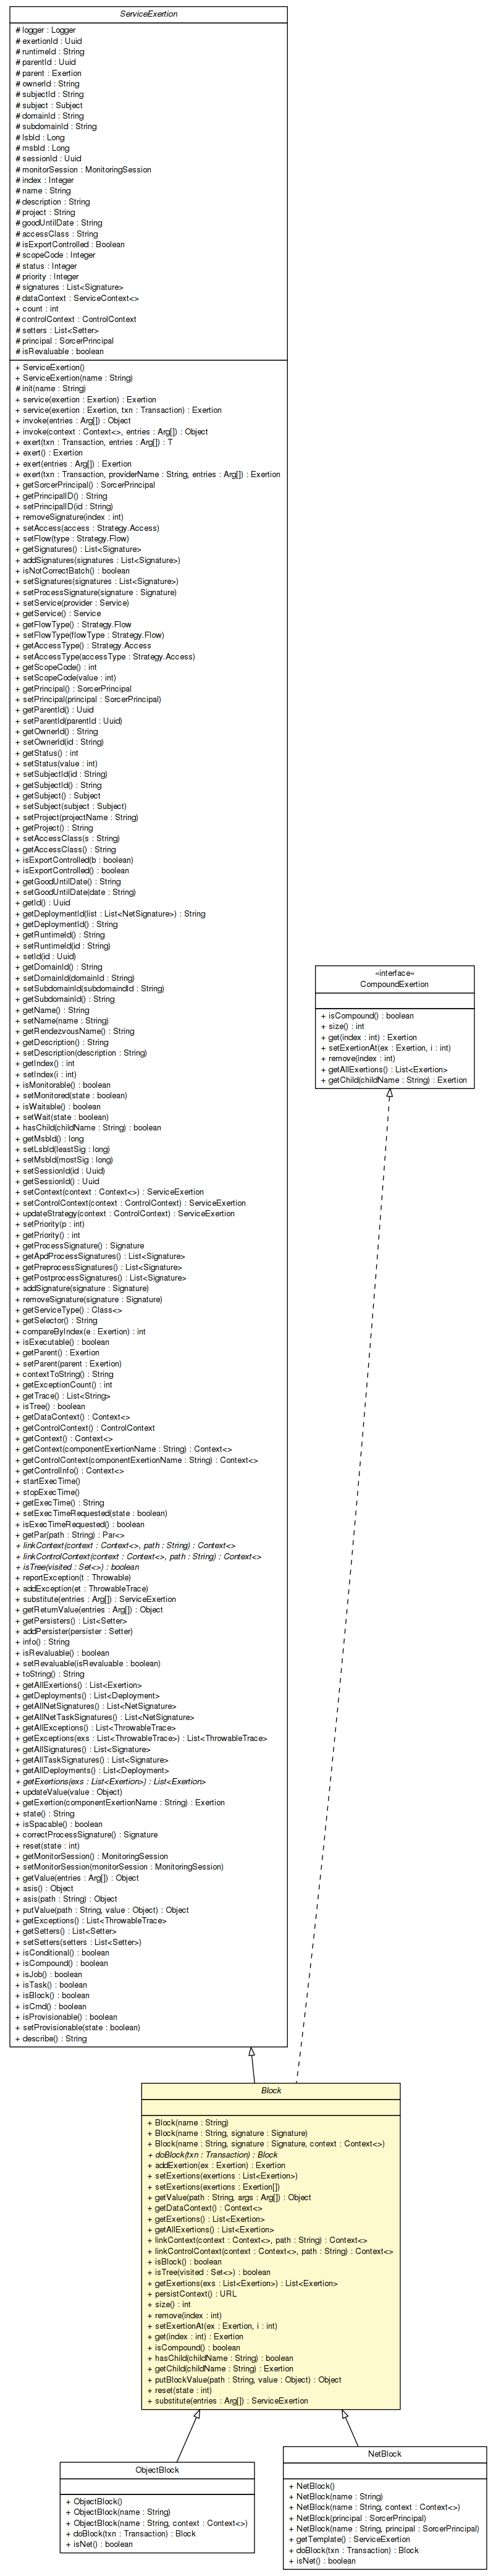 ServiceExertion
# logger : Logger
# exertionId : Uuid
# runtimeId : String
# parentId : Uuid
# parent : Exertion
# ownerId : String
# subjectId : String
# subject : Subject
# domainId : String
# subdomainId : String
# lsbId : Long
# msbId : Long
# sessionId : Uuid
# monitorSession : MonitoringSession
# index : Integer
# name : String
# description : String
# project : String
# goodUntilDate : String
# accessClass : String
# isExportControlled : Boolean
# scopeCode : Integer
# status : Integer
# priority : Integer
# signatures : List<Signature>
# dataContext : ServiceContext<>
+ count : int
# controlContext : ControlContext
# setters : List<Setter>
# principal : SorcerPrincipal
# isRevaluable : boolean
+ ServiceExertion()
+ ServiceExertion(name : String)
# init(name : String)
+ service(exertion : Exertion) : Exertion
+ service(exertion : Exertion, txn : Transaction) : Exertion
+ invoke(entries : Arg[]) : Object
+ invoke(context : Context<>, entries : Arg[]) : Object
+ exert(txn : Transaction, entries : Arg[]) : T
+ exert() : Exertion
+ exert(entries : Arg[]) : Exertion
+ exert(txn : Transaction, providerName : String, entries : Arg[]) : Exertion
+ getSorcerPrincipal() : SorcerPrincipal
+ getPrincipalID() : String
+ setPrincipalID(id : String)
+ removeSignature(index : int)
+ setAccess(access : Strategy.Access)
+ setFlow(type : Strategy.Flow)
+ getSignatures() : List<Signature>
+ addSignatures(signatures : List<Signature>)
+ isNotCorrectBatch() : boolean
+ setSignatures(signatures : List<Signature>)
+ setProcessSignature(signature : Signature)
+ setService(provider : Service)
+ getService() : Service
+ getFlowType() : Strategy.Flow
+ setFlowType(flowType : Strategy.Flow)
+ getAccessType() : Strategy.Access
+ setAccessType(accessType : Strategy.Access)
+ getScopeCode() : int
+ setScopeCode(value : int)
+ getPrincipal() : SorcerPrincipal
+ setPrincipal(principal : SorcerPrincipal)
+ getParentId() : Uuid
+ setParentId(parentId : Uuid)
+ getOwnerId() : String
+ setOwnerId(id : String)
+ getStatus() : int
+ setStatus(value : int)
+ setSubjectId(id : String)
+ getSubjectId() : String
+ getSubject() : Subject
+ setSubject(subject : Subject)
+ setProject(projectName : String)
+ getProject() : String
+ setAccessClass(s : String)
+ getAccessClass() : String
+ isExportControlled(b : boolean)
+ isExportControlled() : boolean
+ getGoodUntilDate() : String
+ setGoodUntilDate(date : String)
+ getId() : Uuid
+ getDeploymentId(list : List<NetSignature>) : String
+ getDeploymentId() : String
+ getRuntimeId() : String
+ setRuntimeId(id : String)
+ setId(id : Uuid)
+ getDomainId() : String
+ setDomainId(domainId : String)
+ setSubdomainId(subdomaindId : String)
+ getSubdomainId() : String
+ getName() : String
+ setName(name : String)
+ getRendezvousName() : String
+ getDescription() : String
+ setDescription(description : String)
+ getIndex() : int
+ setIndex(i : int)
+ isMonitorable() : boolean
+ setMonitored(state : boolean)
+ isWaitable() : boolean
+ setWait(state : boolean)
+ hasChild(childName : String) : boolean
+ getMsbId() : long
+ setLsbId(leastSig : long)
+ setMsbId(mostSig : long)
+ setSessionId(id : Uuid)
+ getSessionId() : Uuid
+ setContext(context : Context<>) : ServiceExertion
+ setControlContext(context : ControlContext) : ServiceExertion
+ updateStrategy(context : ControlContext) : ServiceExertion
+ setPriority(p : int)
+ getPriority() : int
+ getProcessSignature() : Signature
+ getApdProcessSignatures() : List<Signature>
+ getPreprocessSignatures() : List<Signature>
+ getPostprocessSignatures() : List<Signature>
+ addSignature(signature : Signature)
+ removeSignature(signature : Signature)
+ getServiceType() : Class<>
+ getSelector() : String
+ compareByIndex(e : Exertion) : int
+ isExecutable() : boolean
+ getParent() : Exertion
+ setParent(parent : Exertion)
+ contextToString() : String
+ getExceptionCount() : int
+ getTrace() : List<String>
+ isTree() : boolean
+ getDataContext() : Context<>
+ getControlContext() : ControlContext
+ getContext() : Context<>
+ getContext(componentExertionName : String) : Context<>
+ getControlContext(componentExertionName : String) : Context<>
+ getControlInfo() : Context<>
+ startExecTime()
+ stopExecTime()
+ getExecTime() : String
+ setExecTimeRequested(state : boolean)
+ isExecTimeRequested() : boolean
+ getPar(path : String) : Par<>
+ linkContext(context : Context<>, path : String) : Context<>
+ linkControlContext(context : Context<>, path : String) : Context<>
+ isTree(visited : Set<>) : boolean
+ reportException(t : Throwable)
+ addException(et : ThrowableTrace)
+ substitute(entries : Arg[]) : ServiceExertion
+ getReturnValue(entries : Arg[]) : Object
+ getPersisters() : List<Setter>
+ addPersister(persister : Setter)
+ info() : String
+ isRevaluable() : boolean
+ setRevaluable(isRevaluable : boolean)
+ toString() : String
+ getAllExertions() : List<Exertion>
+ getDeployments() : List<Deployment>
+ getAllNetSignatures() : List<NetSignature>
+ getAllNetTaskSignatures() : List<NetSignature>
+ getAllExceptions() : List<ThrowableTrace>
+ getExceptions(exs : List<ThrowableTrace>) : List<ThrowableTrace>
+ getAllSignatures() : List<Signature>
+ getAllTaskSignatures() : List<Signature>
+ getAllDeployments() : List<Deployment>
+ getExertions(exs : List<Exertion>) : List<Exertion>
+ updateValue(value : Object)
+ getExertion(componentExertionName : String) : Exertion
+ state() : String
+ isSpacable() : boolean
+ correctProcessSignature() : Signature
+ reset(state : int)
+ getMonitorSession() : MonitoringSession
+ setMonitorSession(monitorSession : MonitoringSession)
+ getValue(entries : Arg[]) : Object
+ asis() : Object
+ asis(path : String) : Object
+ putValue(path : String, value : Object) : Object
+ getExceptions() : List<ThrowableTrace>
+ getSetters() : List<Setter>
+ setSetters(setters : List<Setter>)
+ isConditional() : boolean
+ isCompound() : boolean
+ isJob() : boolean
+ isTask() : boolean
+ isBlock() : boolean
+ isCmd() : boolean
+ isProvisionable() : boolean
+ setProvisionable(state : boolean)
+ describe() : String
«interface»
CompoundExertion
+ isCompound() : boolean
+ size() : int
+ get(index : int) : Exertion
+ setExertionAt(ex : Exertion, i : int)
+ remove(index : int)
+ getAllExertions() : List<Exertion>
+ getChild(childName : String) : Exertion
Block
+ Block(name : String)
+ Block(name : String, signature : Signature)
+ Block(name : String, signature : Signature, context : Context<>)
+ doBlock(txn : Transaction) : Block
+ addExertion(ex : Exertion) : Exertion
+ setExertions(exertions : List<Exertion>)
+ setExertions(exertions : Exertion[])
+ getValue(path : String, args : Arg[]) : Object
+ getDataContext() : Context<>
+ getExertions() : List<Exertion>
+ getAllExertions() : List<Exertion>
+ linkContext(context : Context<>, path : String) : Context<>
+ linkControlContext(context : Context<>, path : String) : Context<>
+ isBlock() : boolean
+ isTree(visited : Set<>) : boolean
+ getExertions(exs : List<Exertion>) : List<Exertion>
+ persistContext() : URL
+ size() : int
+ remove(index : int)
+ setExertionAt(ex : Exertion, i : int)
+ get(index : int) : Exertion
+ isCompound() : boolean
+ hasChild(childName : String) : boolean
+ getChild(childName : String) : Exertion
+ putBlockValue(path : String, value : Object) : Object
+ reset(state : int)
+ substitute(entries : Arg[]) : ServiceExertion
ObjectBlock
+ ObjectBlock()
+ ObjectBlock(name : String)
+ ObjectBlock(name : String, context : Context<>)
+ doBlock(txn : Transaction) : Block
+ isNet() : boolean
NetBlock
+ NetBlock()
+ NetBlock(name : String)
+ NetBlock(name : String, context : Context<>)
+ NetBlock(principal : SorcerPrincipal)
+ NetBlock(name : String, principal : SorcerPrincipal)
+ getTemplate() : ServiceExertion
+ doBlock(txn : Transaction) : Block
+ isNet() : boolean